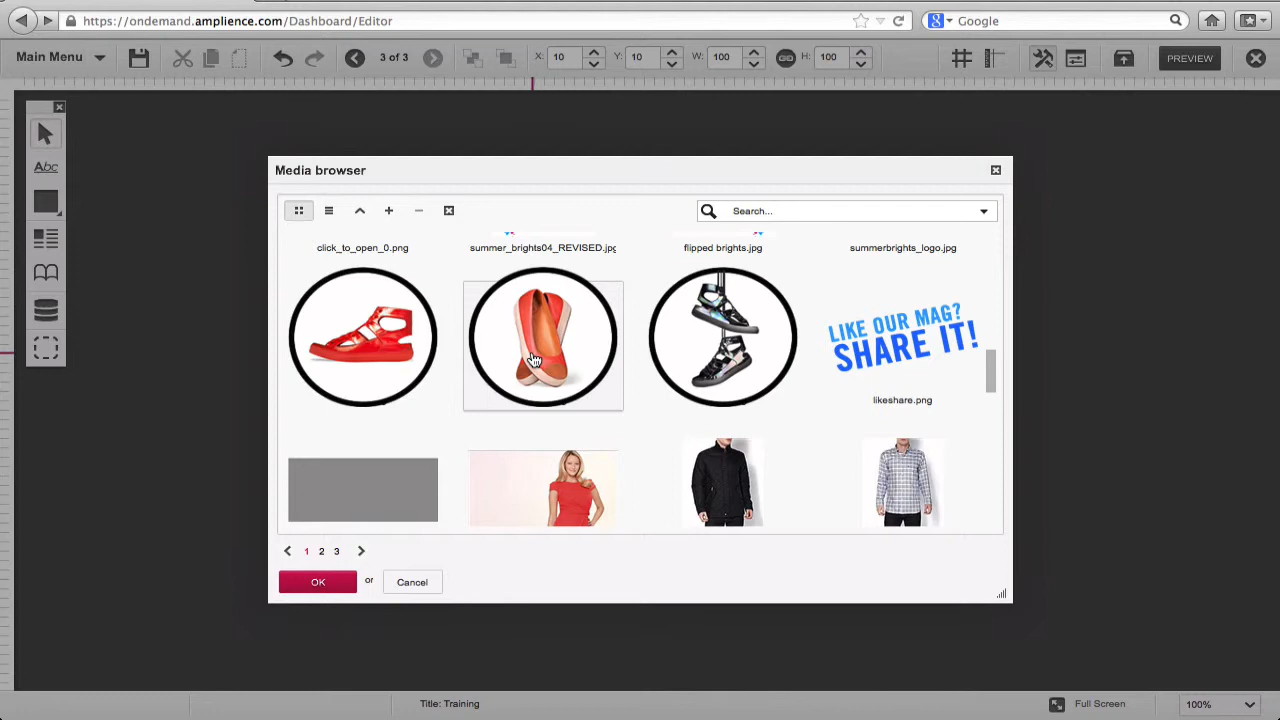 https://ondemand.amplience.com/Dashboard/Editor
Google
Main Menu
3 of 3
X: 10
Y: 10
W: 100
H: 100
PREVIEW
Abc
Media browser
Search...
click_to_open_0.png
summer_brights04_REVISED.jpg
flipped brights.jpg
summerbrights_logo.jpg
LIKE OUR MAG?
SHARE IT!
likeshare.png
1 2 3
OK or Cancel
Title: Training
Full Screen
100%